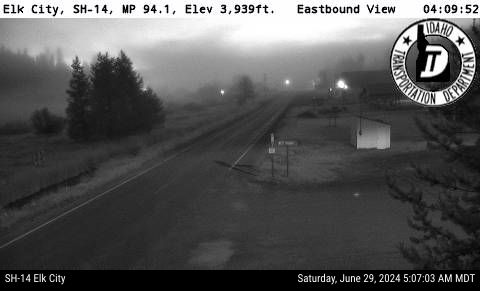 Elk City, SH-14, MP 94.1, Elev 3,939ft. Eastbound View 04:09:52
IDAHO
TRANSPORTATION DEPARTMENT
SH-14 Elk City Saturday, June 29, 2024 5:07:03 AM MDT